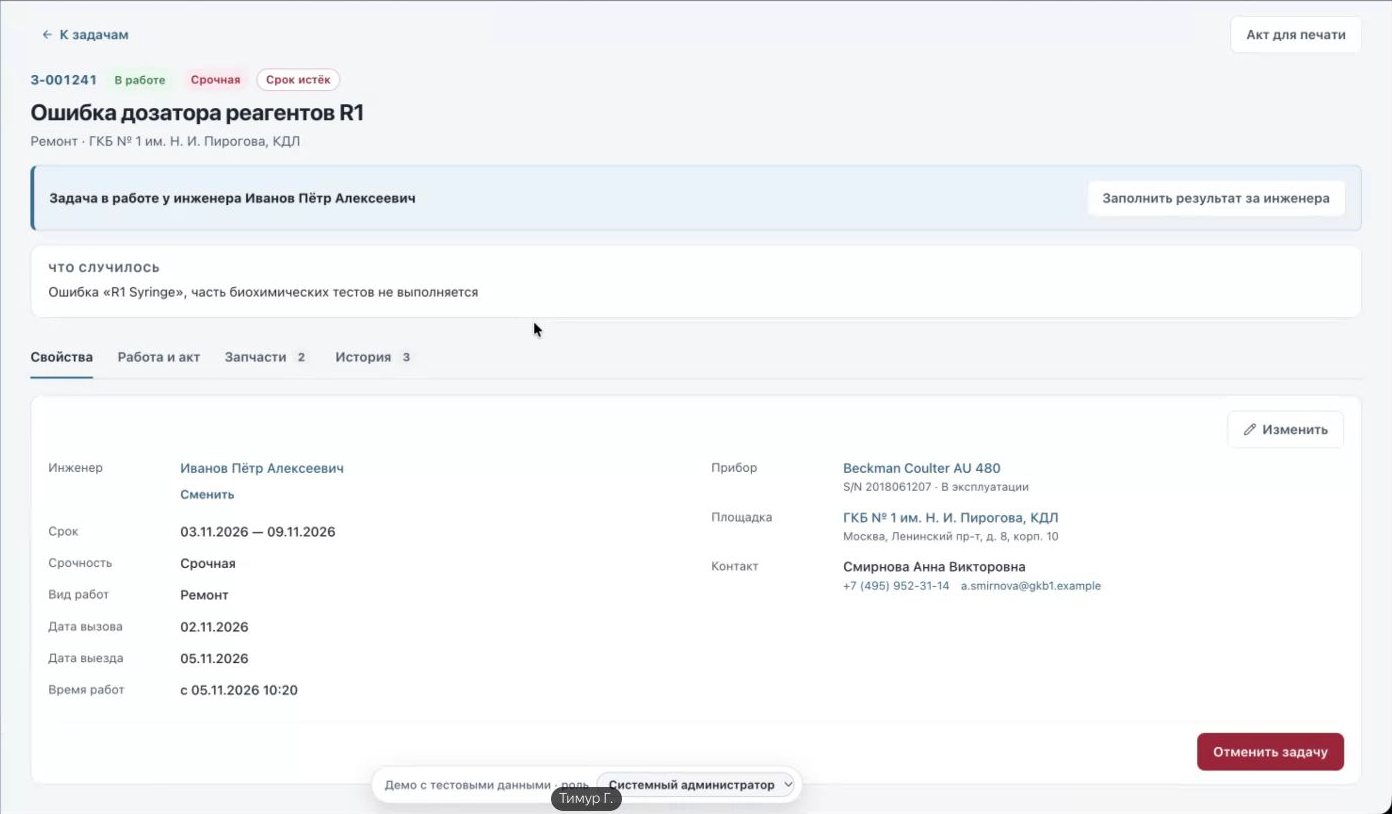 ← К задачам
Акт для печати
З-001241 В работе Срочная Срок истёк
Ошибка дозатора реагентов R1
Ремонт · ГКБ № 1 им. Н. И. Пирогова, КДЛ
Задача в работе у инженера Иванов Пётр Алексеевич
Заполнить результат за инженера
ЧТО СЛУЧИЛОСЬ
Ошибка «R1 Syringe», часть биохимических тестов не выполняется
Свойства Работа и акт Запчасти 2 История 3
Изменить
Инженер Иванов Пётр Алексеевич
Сменить
Срок 03.11.2026 — 09.11.2026
Срочность Срочная
Вид работ Ремонт
Дата вызова 02.11.2026
Дата выезда 05.11.2026
Время работ с 05.11.2026 10:20
Прибор Beckman Coulter AU 480
S/N 2018061207 · В эксплуатации
Площадка ГКБ № 1 им. Н. И. Пирогова, КДЛ
Москва, Ленинский пр-т, д. 8, корп. 10
Контакт Смирнова Анна Викторовна
+7 (495) 952-31-14 a.smirnova@gkb1.example
Отменить задачу
Демо с тестовыми данными · роль Системный администратор
Тимур Г.